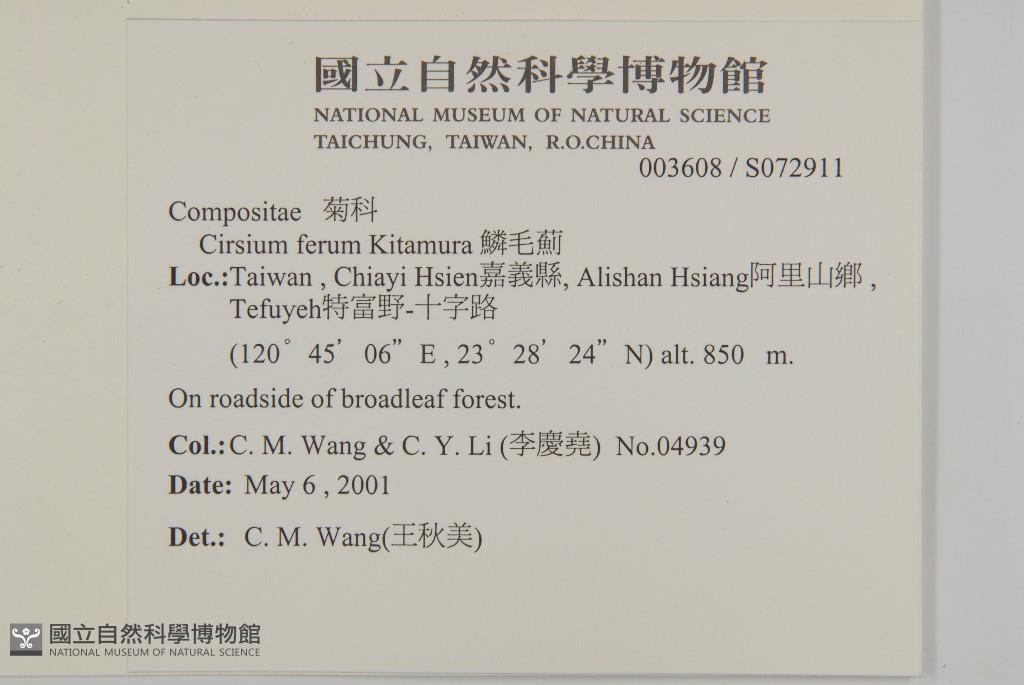 國立自然科學博物館
NATIONAL MUSEUM OF NATURAL SCIENCE
TAICHUNG, TAIWAN, R.O.CHINA
003608 / S072911
Compositae 菊科
Cirsium ferum Kitamura 鱗毛薊
Loc.:Taiwan , Chiayi Hsien嘉義縣, Alishan Hsiang阿里山鄉 ,
Tefuyeh特富野-十字路
(120° 45’ 06” E , 23° 28’ 24” N) alt. 850 m.
On roadside of broadleaf forest.
Col.:C. M. Wang & C. Y. Li (李慶堯) No.04939
Date: May 6 , 2001
Det.: C. M. Wang(王秋美)
國立自然科學博物館
NATIONAL MUSEUM OF NATURAL SCIENCE